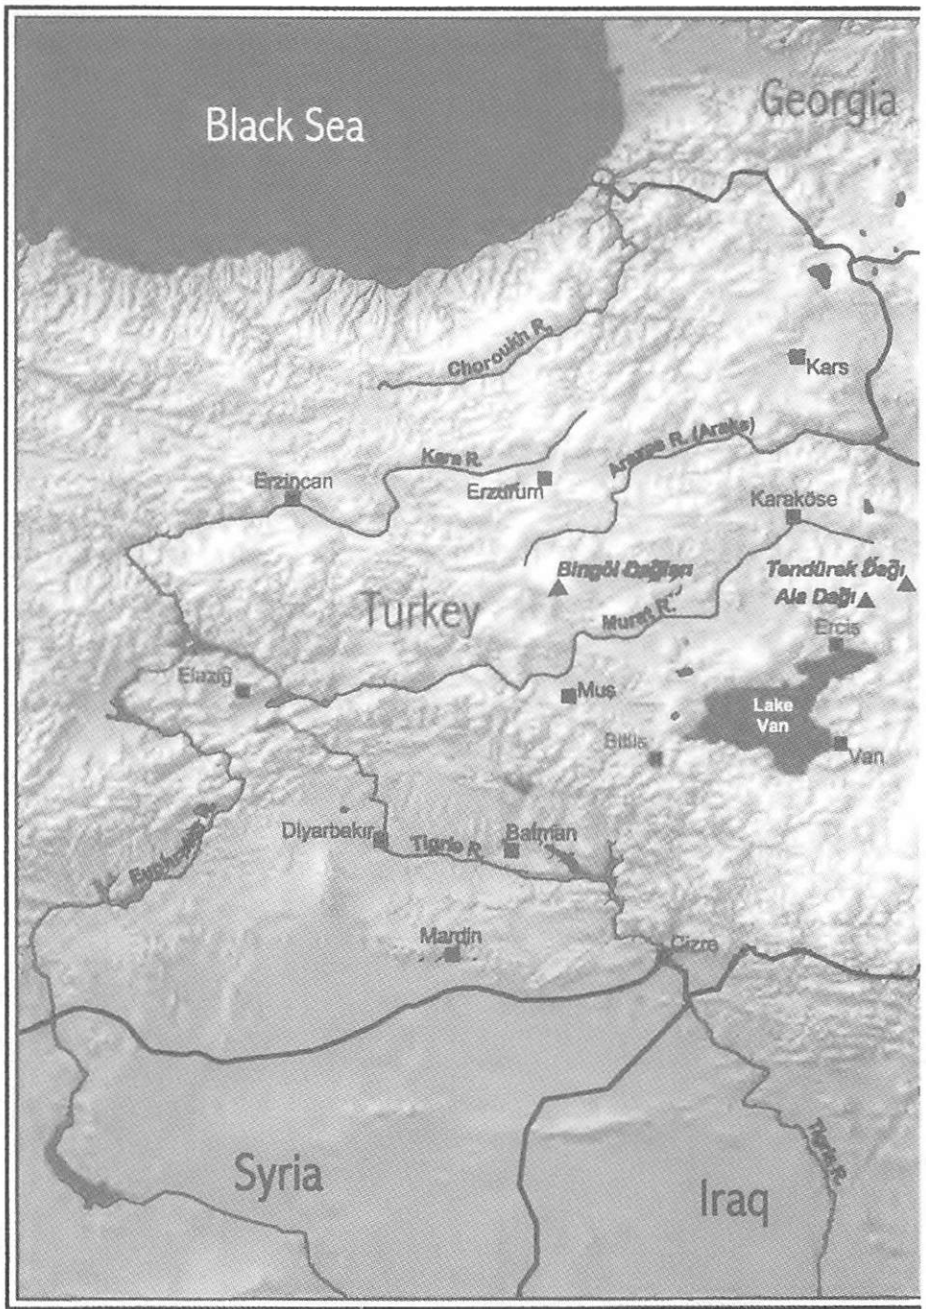 Black Sea
Georgia
Choroukh R.
Kars
Kara R.
Araxes R. (Araks)
Erzincan
Erzurum
Karaköse
Bingöl Dağları
Tendürek Dağı
Ala Dağı
Turkey
Murat R.
Erciş
Elazığ
Muş
Lake
Van
Bitlis
Van
Euphrates R.
Diyarbakır
Tigris R.
Batman
Mardin
Cizre
Syria
Iraq
Tigris R.